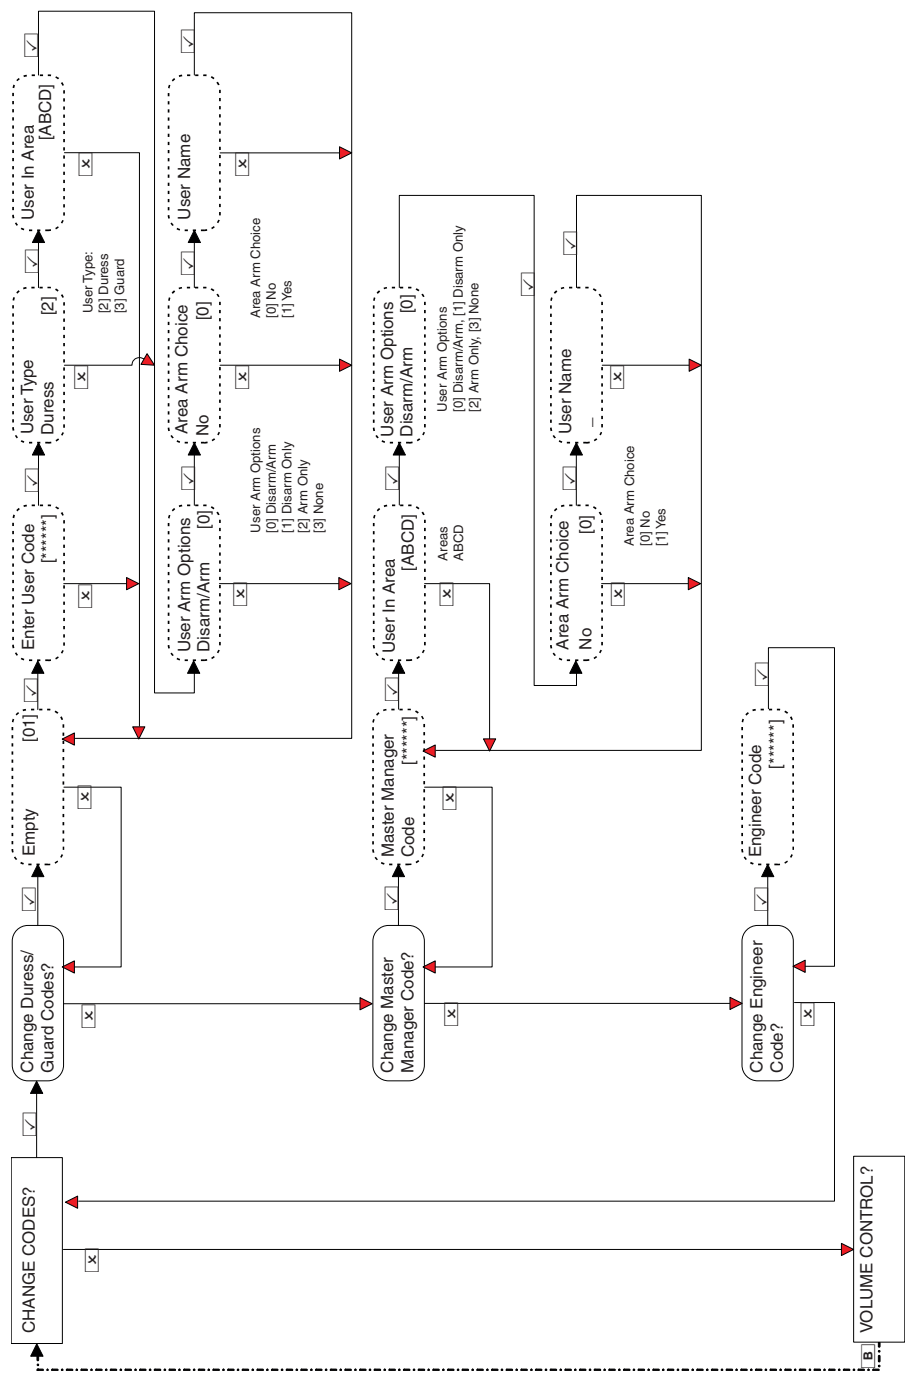 CHANGE CODES?
Change Duress/
Guard Codes?
Empty [01]
Enter User Code
[******]
User Type [2]
Duress
User In Area
[ABCD]
User Type:
[2] Duress
[3] Guard
User Arm Options
Disarm/Arm [0]
Area Arm Choice
No [0]
User Name
User Arm Options
[0] Disarm/Arm
[1] Disarm Only
[2] Arm Only
[3] None
Area Arm Choice
[0] No
[1] Yes
Change Master
Manager Code?
Master Manager
Code [******]
User In Area
[ABCD]
User Arm Options
Disarm/Arm [0]
Areas
ABCD
User Arm Options
[0] Disarm/Arm, [1] Disarm Only
[2] Arm Only, [3] None
Area Arm Choice
No [0]
User Name
_
Area Arm Choice
[0] No
[1] Yes
Change Engineer
Code?
Engineer Code
[******]
VOLUME CONTROL?
B